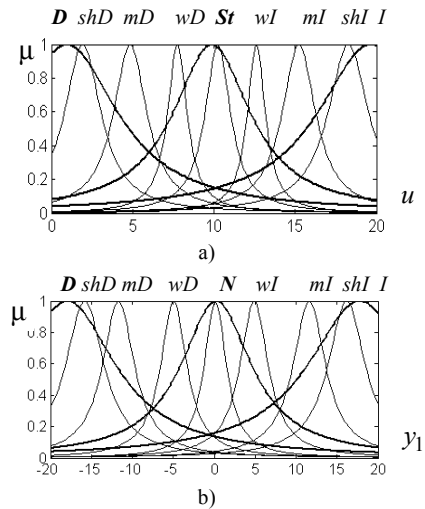 D shD mD wD St wI mI shI I
μ
1
0.8
0.6
0.4
0.2
0
0 5 10 15 20
u
a)
D shD mD wD N wI mI shI I
μ
1
0.8
0.6
0.4
0.2
0
-20 -15 -10 -5 0 5 10 15 20
y1
b)